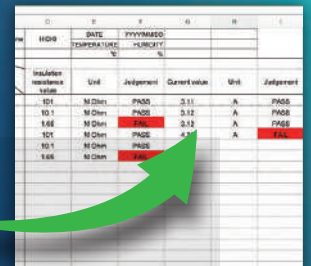 C E F G H I
HIOKI DATE YYYY/MM/DD
TEMPERATURE HUMIDITY
℃ %
Insulation resistance value Unit Judgement Current value Unit Judgement
101 M Ohm PASS 3.11 A PASS
10.1 M Ohm PASS 3.12 A PASS
1.66 M Ohm FAIL 3.12 A PASS
101 M Ohm PASS A FAIL
10.1 M Ohm PASS
1.66 M Ohm FAIL